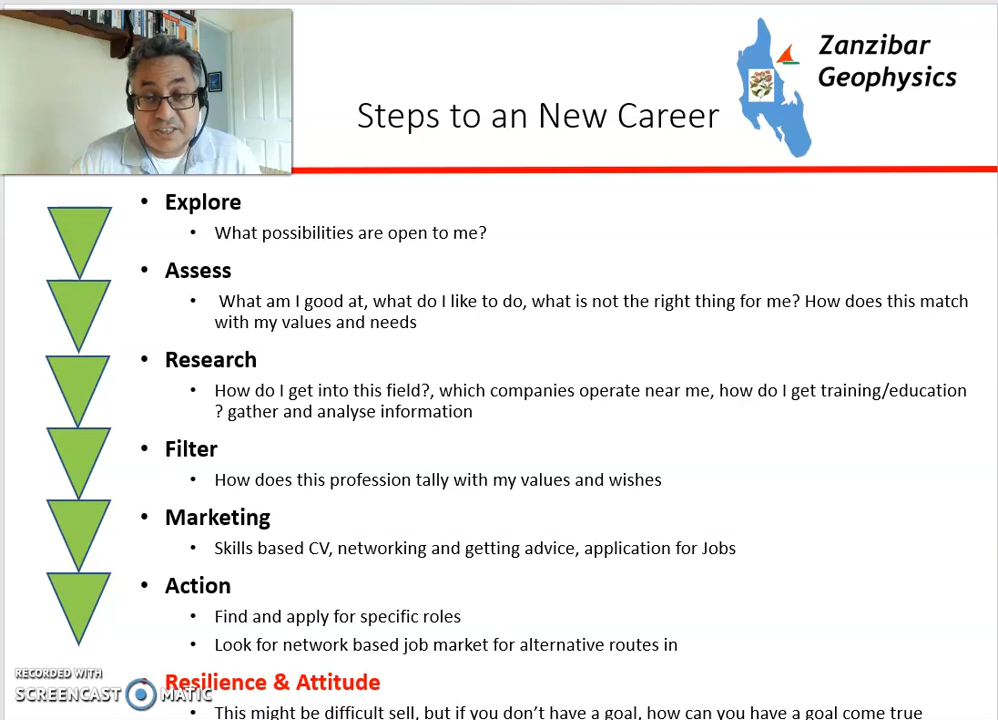 Zanzibar
Geophysics
Steps to an New Career
• Explore
• What possibilities are open to me?
• Assess
• What am I good at, what do I like to do, what is not the right thing for me? How does this match
with my values and needs
• Research
• How do I get into this field?, which companies operate near me, how do I get training/education
? gather and analyse information
• Filter
• How does this profession tally with my values and wishes
• Marketing
• Skills based CV, networking and getting advice, application for Jobs
• Action
• Find and apply for specific roles
• Look for network based job market for alternative routes in
• Resilience & Attitude
• This might be difficult sell, but if you don't have a goal, how can you have a goal come true
RECORDED WITH
SCREENCAST MATIC